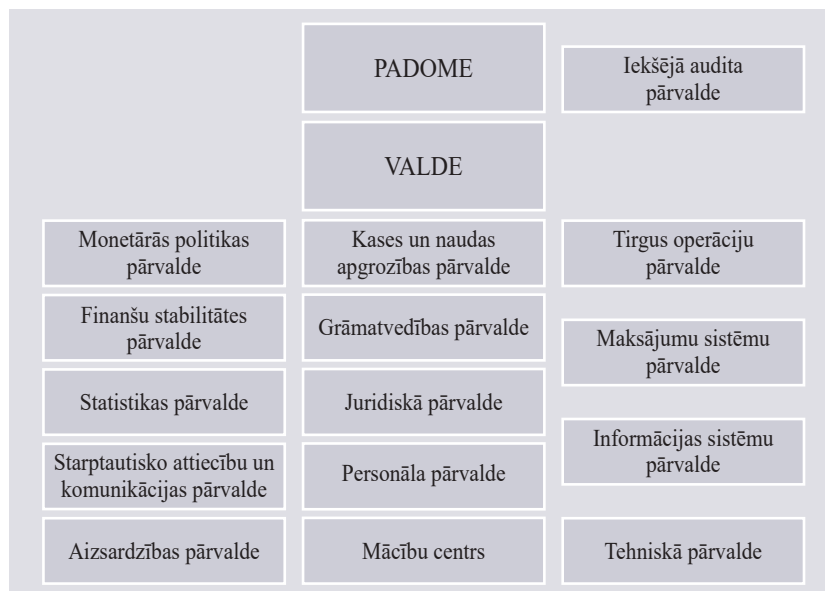 PADOME
Iekšējā audita
pārvalde
VALDE
Monetārās politikas
pārvalde
Kases un naudas
apgrozības pārvalde
Tirgus operāciju
pārvalde
Finanšu stabilitātes
pārvalde
Grāmatvedības pārvalde
Maksājumu sistēmu
pārvalde
Statistikas pārvalde
Juridiskā pārvalde
Informācijas sistēmu
pārvalde
Starptautisko attiecību un
komunikācijas pārvalde
Personāla pārvalde
Aizsardzības pārvalde
Mācību centrs
Tehniskā pārvalde